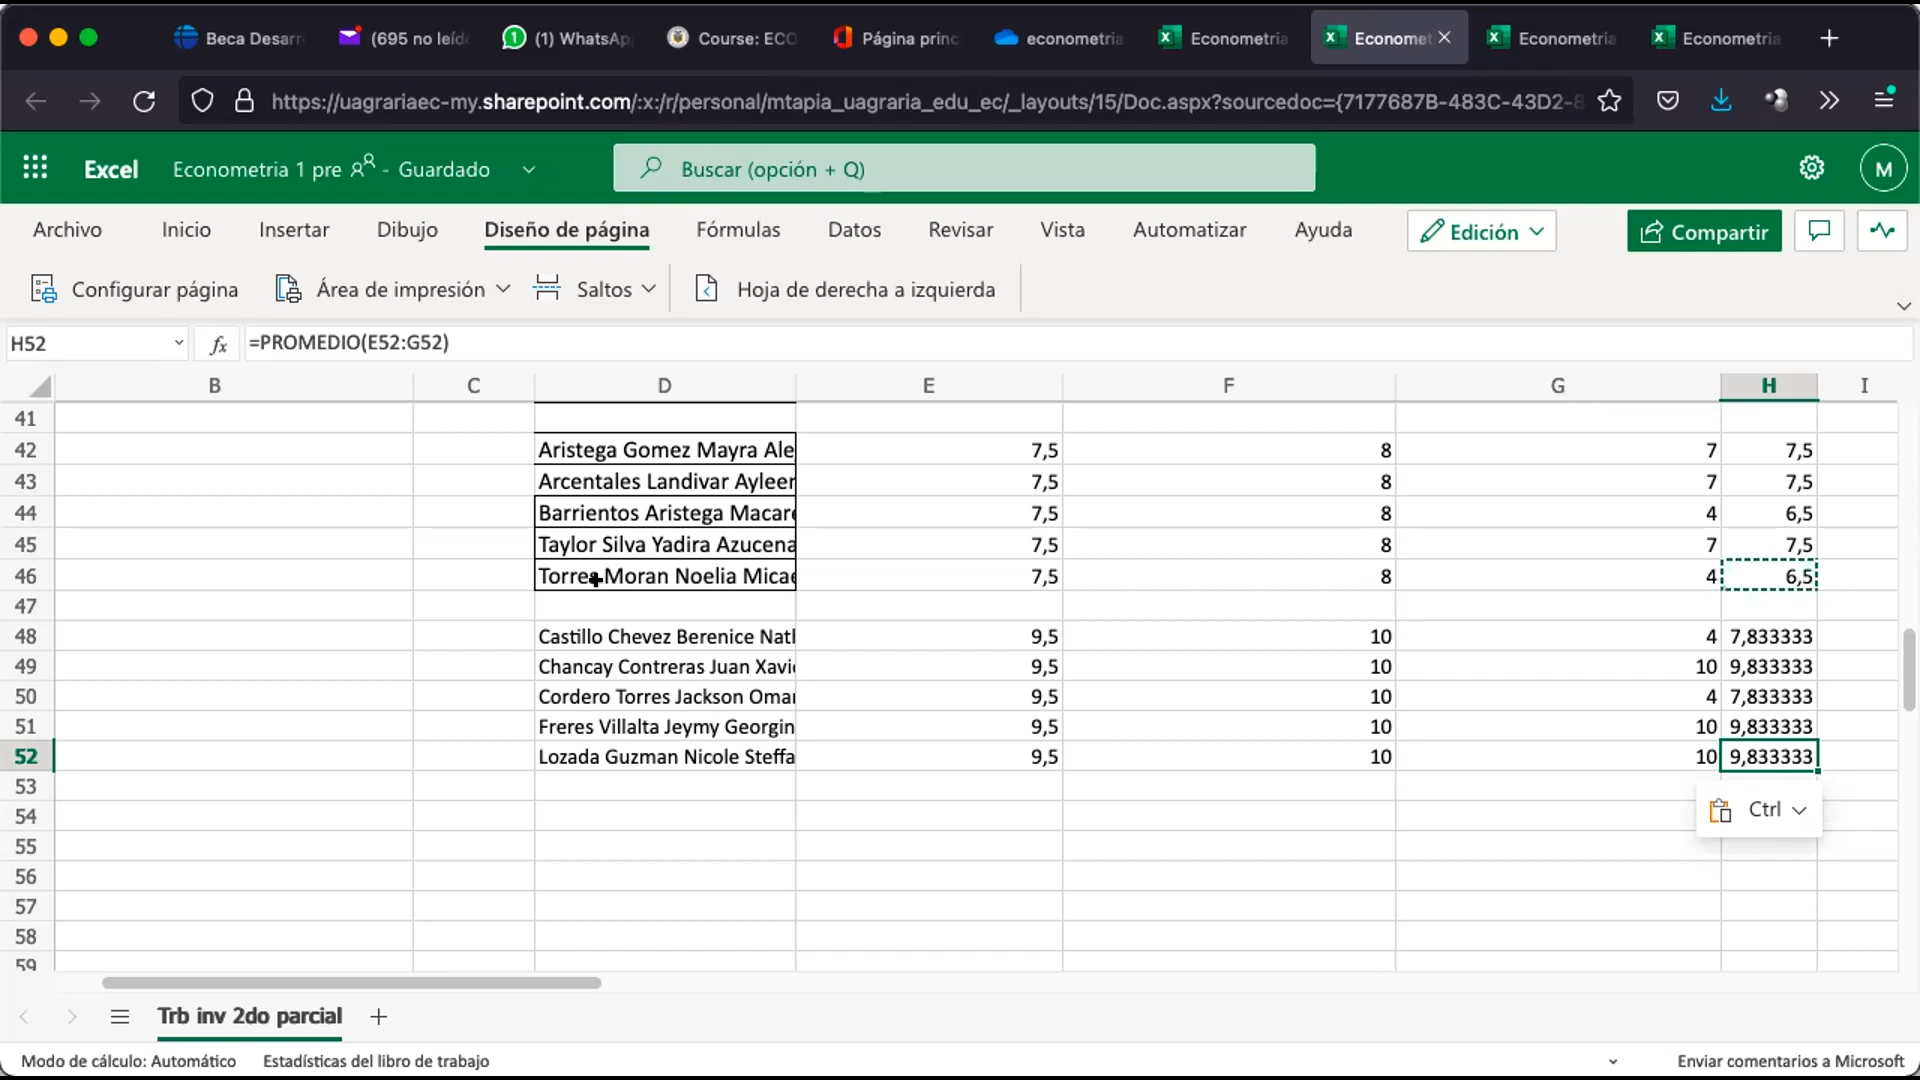 Beca Desarr
(695 no leíd
(1) WhatsAp
Course: ECO
Página princ
econometria
Econometria
Economet
Econometria
Econometria
https://uagrariaec-my.sharepoint.com/:x:/r/personal/mtapia_uagraria_edu_ec/_layouts/15/Doc.aspx?sourcedoc={7177687B-483C-43D2-8
Excel
Econometria 1 pre - Guardado
Buscar (opción + Q)
M
Archivo Inicio Insertar Dibujo Diseño de página Fórmulas Datos Revisar Vista Automatizar Ayuda Edición Compartir
Configurar página Área de impresión Saltos Hoja de derecha a izquierda
H52 fx =PROMEDIO(E52:G52)
B C D E F G H I
41
42 Aristega Gomez Mayra Ale 7,5 8 7 7,5
43 Arcentales Landivar Ayleer 7,5 8 7 7,5
44 Barrientos Aristega Macare 7,5 8 4 6,5
45 Taylor Silva Yadira Azucena 7,5 8 7 7,5
46 Torres Moran Noelia Micae 7,5 8 4 6,5
47
48 Castillo Chevez Berenice Natl 9,5 10 4 7,833333
49 Chancay Contreras Juan Xavi 9,5 10 10 9,833333
50 Cordero Torres Jackson Omar 9,5 10 4 7,833333
51 Freres Villalta Jeymy Georgin 9,5 10 10 9,833333
52 Lozada Guzman Nicole Steffa 9,5 10 10 9,833333
53
54
Ctrl
55
56
57
58
59
Trb inv 2do parcial
Modo de cálculo: Automático Estadísticas del libro de trabajo Enviar comentarios a Microsoft